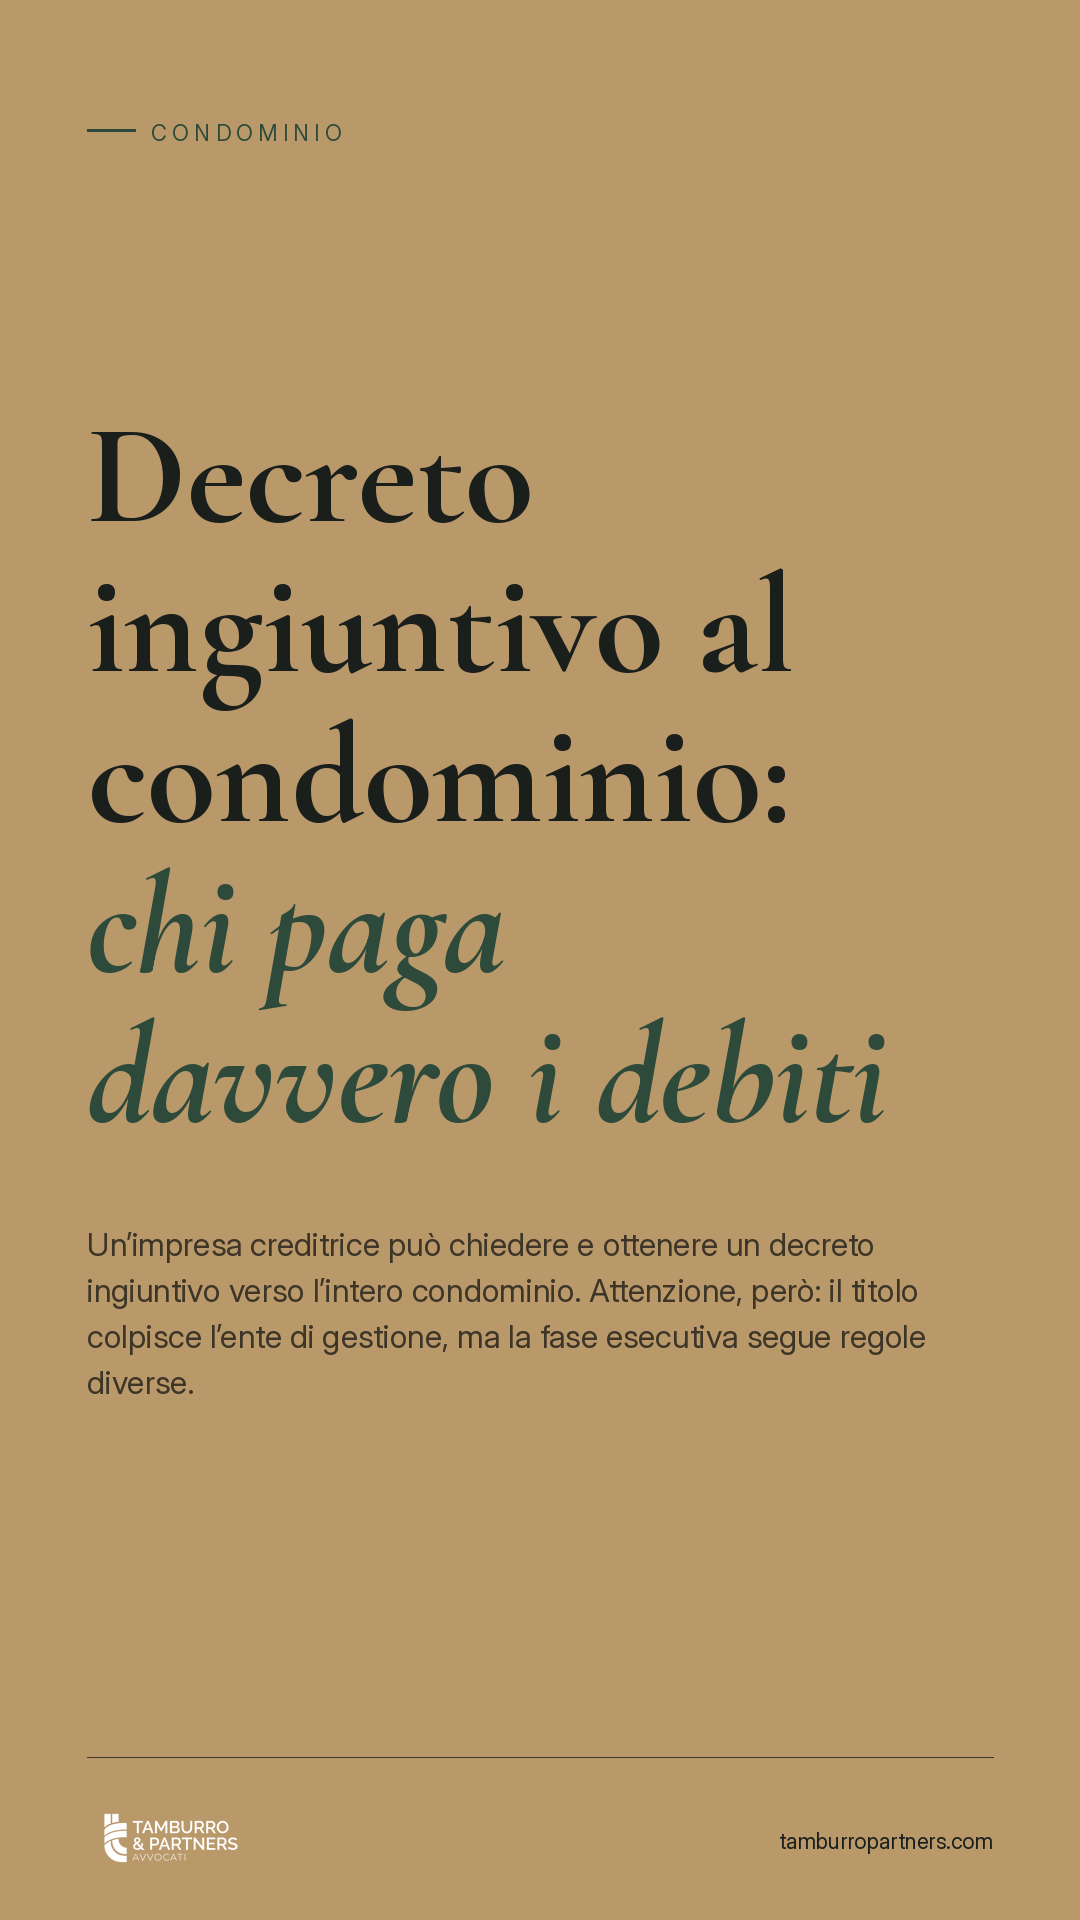 CONDOMINIO
Decreto
ingiuntivo al
condominio:
chi paga
davvero i debiti
Un’impresa creditrice può chiedere e ottenere un decreto
ingiuntivo verso l’intero condominio. Attenzione, però: il titolo
colpisce l’ente di gestione, ma la fase esecutiva segue regole
diverse.
TAMBURRO
& PARTNERS
AVVOCATI
tamburropartners.com